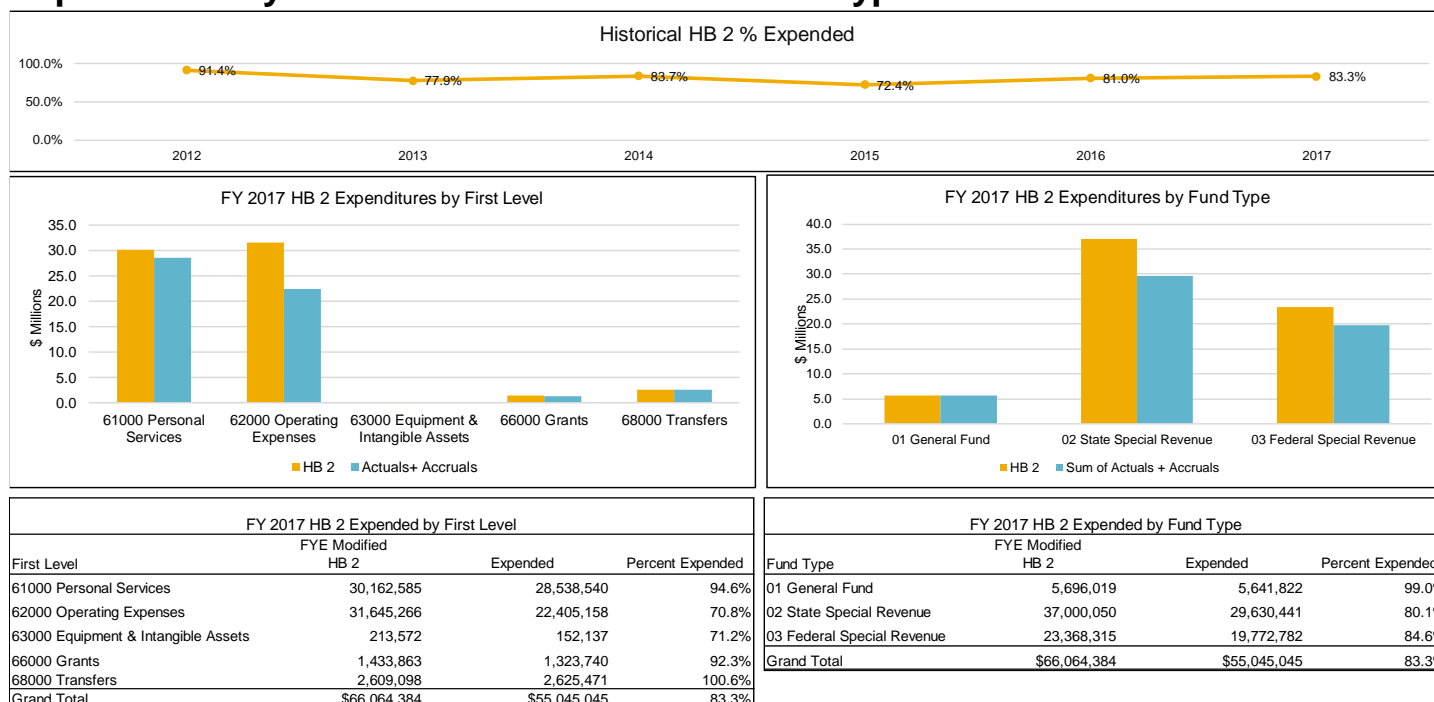 Historical HB 2 % Expended
100.0%
50.0%
0.0%
91.4%
77.9%
83.7%
72.4%
81.0%
83.3%
2012 2013 2014 2015 2016 2017
FY 2017 HB 2 Expenditures by First Level
35.0
30.0
25.0
20.0
15.0
10.0
5.0
0.0
$ Millions
61000 Personal Services
62000 Operating Expenses
63000 Equipment & Intangible Assets
66000 Grants
68000 Transfers
HB 2 Actuals+ Accruals
FY 2017 HB 2 Expenditures by Fund Type
40.0
35.0
30.0
25.0
20.0
15.0
10.0
5.0
0.0
$ Millions
01 General Fund 02 State Special Revenue 03 Federal Special Revenue
HB 2 Sum of Actuals + Accruals
FY 2017 HB 2 Expended by First Level
FYE Modified
First Level HB 2 Expended Percent Expended
61000 Personal Services 30,162,585 28,538,540 94.6%
62000 Operating Expenses 31,645,266 22,405,158 70.8%
63000 Equipment & Intangible Assets 213,572 152,137 71.2%
66000 Grants 1,433,863 1,323,740 92.3%
68000 Transfers 2,609,098 2,625,471 100.6%
Grand Total $66,064,384 $55,045,045 83.3%
FY 2017 HB 2 Expended by Fund Type
FYE Modified
Fund Type HB 2 Expended Percent Expended
01 General Fund 5,696,019 5,641,822 99.0%
02 State Special Revenue 37,000,050 29,630,441 80.1%
03 Federal Special Revenue 23,368,315 19,772,782 84.6%
Grand Total $66,064,384 $55,045,045 83.3%